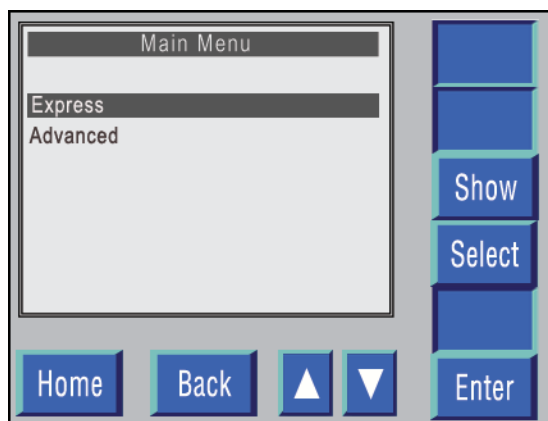 Main Menu
Express
Advanced
Show
Select
Home
Back
Enter